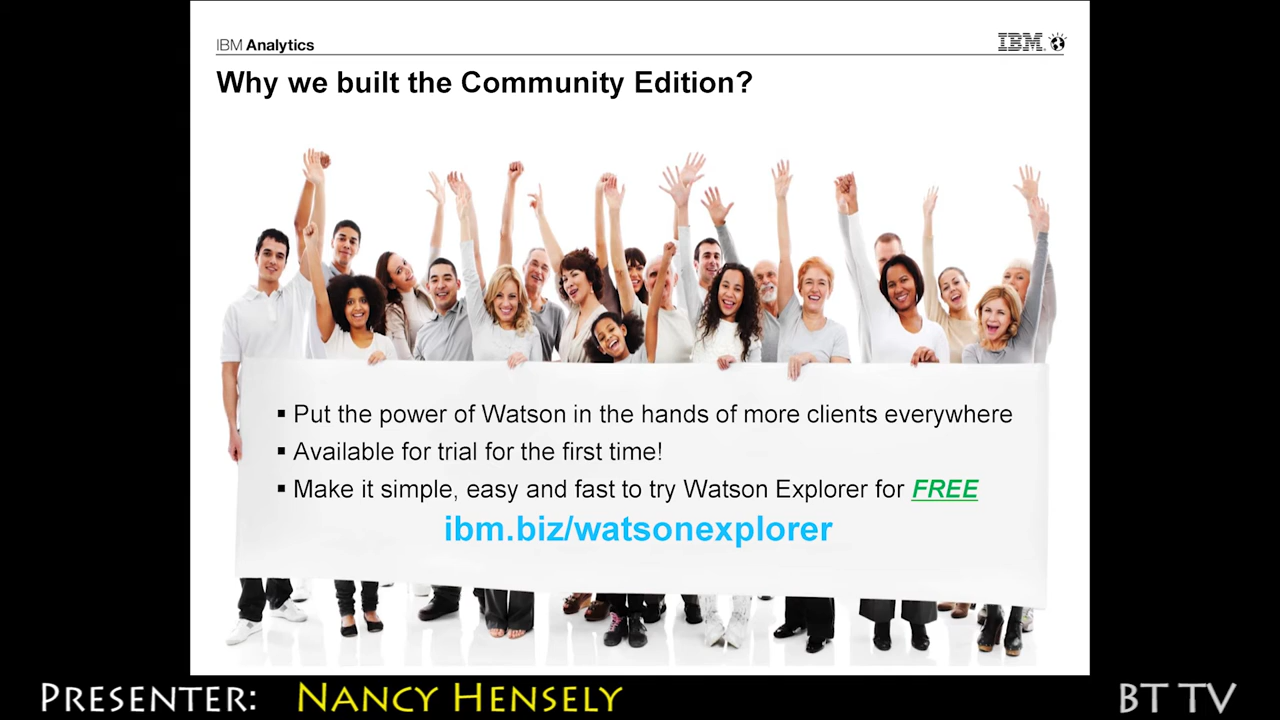 IBM Analytics
IBM
Why we built the Community Edition?
▪ Put the power of Watson in the hands of more clients everywhere
▪ Available for trial for the first time!
▪ Make it simple, easy and fast to try Watson Explorer for FREE
ibm.biz/watsonexplorer
PRESENTER: NANCY HENSELY
BT TV